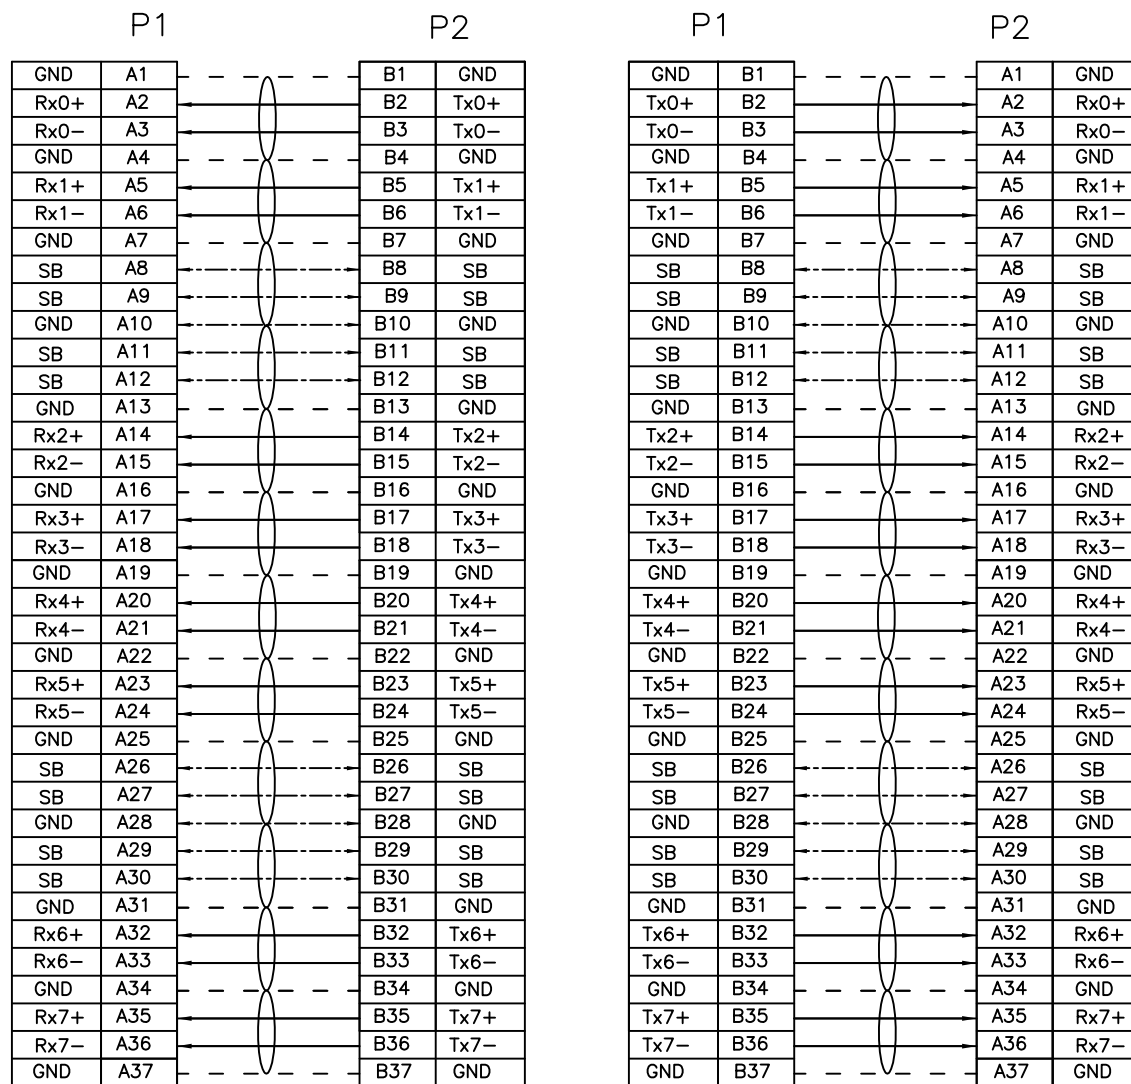 P1 P2 P1 P2
GND A1 B1 GND GND B1 A1 GND
Rx0+ A2 B2 Tx0+ Tx0+ B2 A2 Rx0+
Rx0− A3 B3 Tx0− Tx0− B3 A3 Rx0−
GND A4 B4 GND GND B4 A4 GND
Rx1+ A5 B5 Tx1+ Tx1+ B5 A5 Rx1+
Rx1− A6 B6 Tx1− Tx1− B6 A6 Rx1−
GND A7 B7 GND GND B7 A7 GND
SB A8 B8 SB SB B8 A8 SB
SB A9 B9 SB SB B9 A9 SB
GND A10 B10 GND GND B10 A10 GND
SB A11 B11 SB SB B11 A11 SB
SB A12 B12 SB SB B12 A12 SB
GND A13 B13 GND GND B13 A13 GND
Rx2+ A14 B14 Tx2+ Tx2+ B14 A14 Rx2+
Rx2− A15 B15 Tx2− Tx2− B15 A15 Rx2−
GND A16 B16 GND GND B16 A16 GND
Rx3+ A17 B17 Tx3+ Tx3+ B17 A17 Rx3+
Rx3− A18 B18 Tx3− Tx3− B18 A18 Rx3−
GND A19 B19 GND GND B19 A19 GND
Rx4+ A20 B20 Tx4+ Tx4+ B20 A20 Rx4+
Rx4− A21 B21 Tx4− Tx4− B21 A21 Rx4−
GND A22 B22 GND GND B22 A22 GND
Rx5+ A23 B23 Tx5+ Tx5+ B23 A23 Rx5+
Rx5− A24 B24 Tx5− Tx5− B24 A24 Rx5−
GND A25 B25 GND GND B25 A25 GND
SB A26 B26 SB SB B26 A26 SB
SB A27 B27 SB SB B27 A27 SB
GND A28 B28 GND GND B28 A28 GND
SB A29 B29 SB SB B29 A29 SB
SB A30 B30 SB SB B30 A30 SB
GND A31 B31 GND GND B31 A31 GND
Rx6+ A32 B32 Tx6+ Tx6+ B32 A32 Rx6+
Rx6− A33 B33 Tx6− Tx6− B33 A33 Rx6−
GND A34 B34 GND GND B34 A34 GND
Rx7+ A35 B35 Tx7+ Tx7+ B35 A35 Rx7+
Rx7− A36 B36 Tx7− Tx7− B36 A36 Rx7−
GND A37 B37 GND GND B37 A37 GND